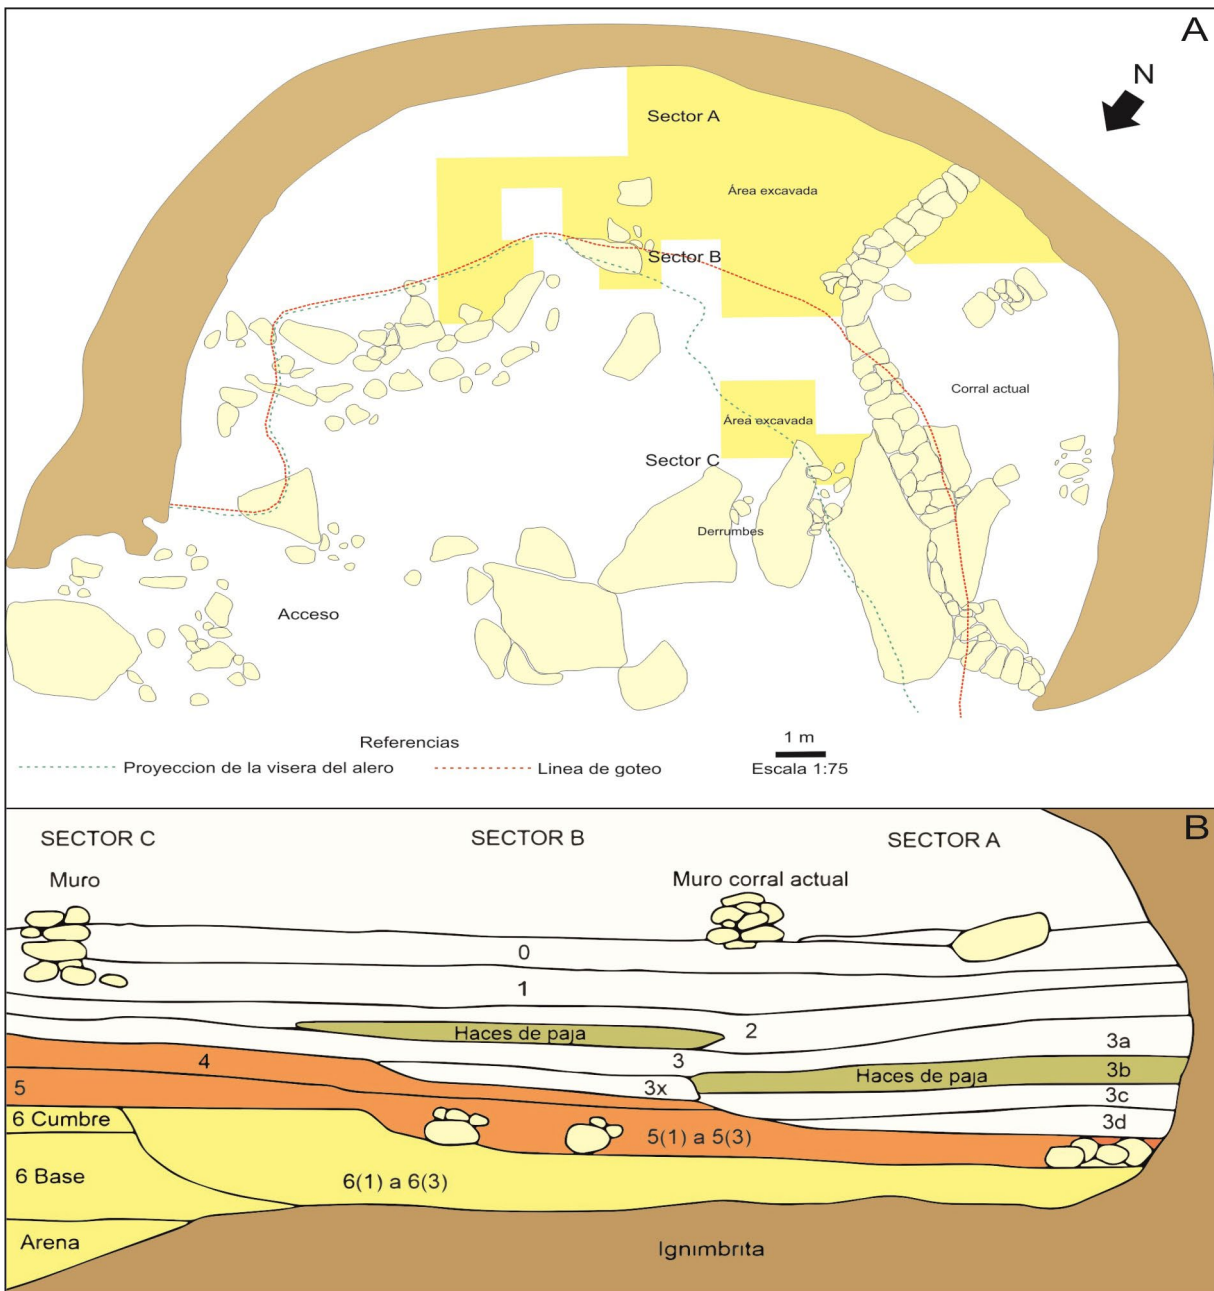 A
N
Sector A
Área excavada
Sector B
Corral actual
Área excavada
Sector C
Derrumbes
Acceso
Referencias
Proyeccion de la visera del alero
Linea de goteo
1 m
Escala 1:75
B
SECTOR C
SECTOR B
SECTOR A
Muro
Muro corral actual
0
1
2
Haces de paja
3
3a
4
Haces de paja
3b
5
3x
3c
6 Cumbre
3d
5(1) a 5(3)
6 Base
6(1) a 6(3)
Arena
Ignimbrita